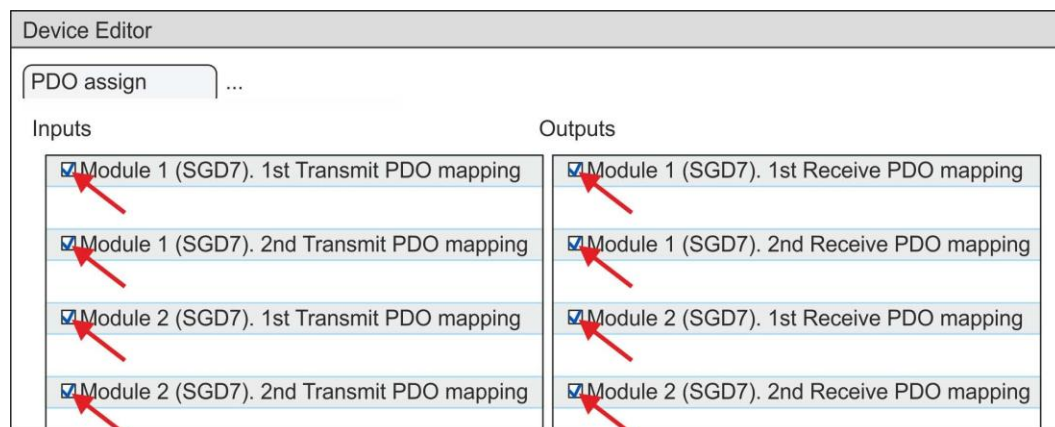 Device Editor
PDO assign ...
Inputs
Outputs
Module 1 (SGD7). 1st Transmit PDO mapping
Module 1 (SGD7). 1st Receive PDO mapping
Module 1 (SGD7). 2nd Transmit PDO mapping
Module 1 (SGD7). 2nd Receive PDO mapping
Module 2 (SGD7). 1st Transmit PDO mapping
Module 2 (SGD7). 1st Receive PDO mapping
Module 2 (SGD7). 2nd Transmit PDO mapping
Module 2 (SGD7). 2nd Receive PDO mapping